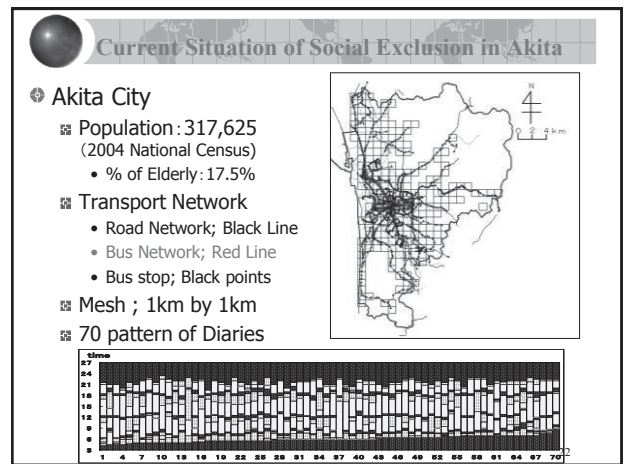 Current Situation of Social Exclusion in Akita
Akita City
Population：317,625
（2004 National Census)
• % of Elderly：17.5%
Transport Network
• Road Network; Black Line
• Bus Network; Red Line
• Bus stop; Black points
Mesh ; 1km by 1km
70 pattern of Diaries
N
0 2 4km
time
27
24
21
18
15
12
9
6
3
1 4 7 10 13 16 19 22 25 28 31 34 37 40 43 46 49 52 55 58 61 64 67 70
22